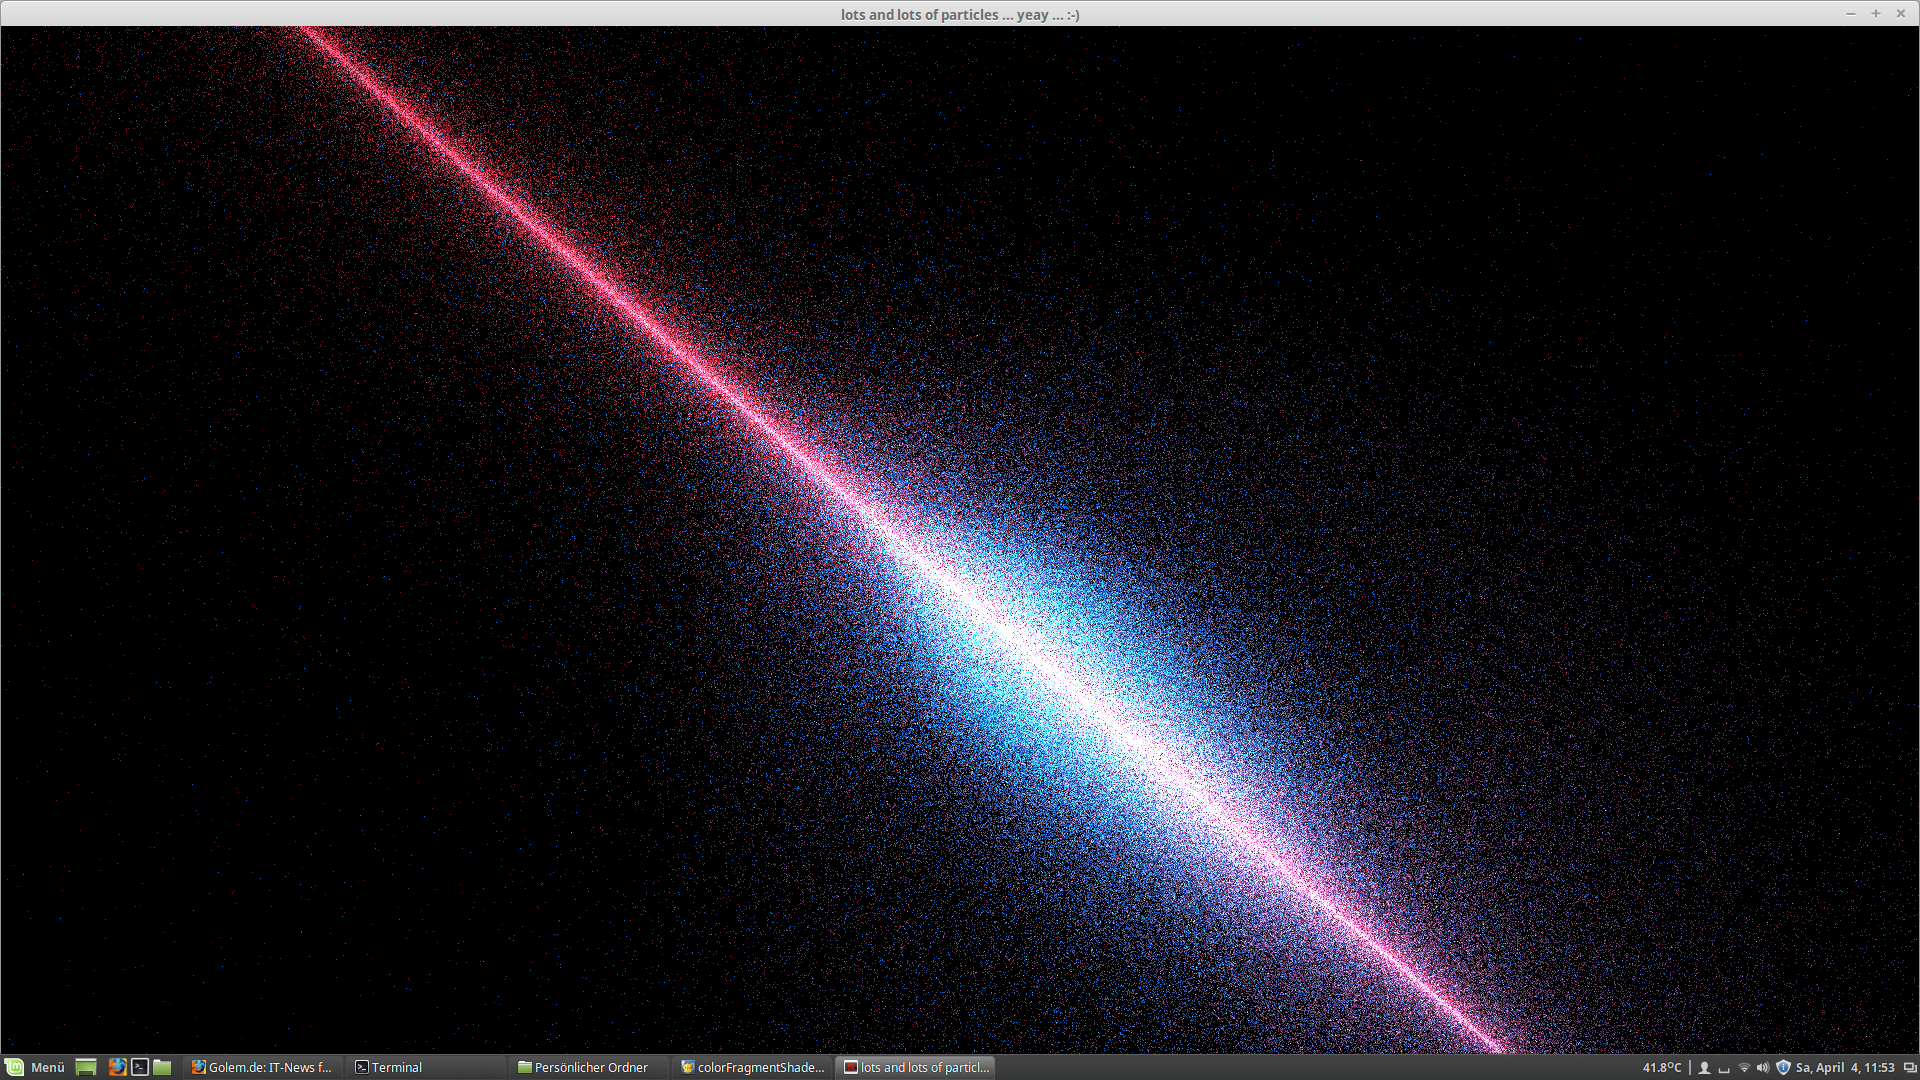 lots and lots of particles ... yeay ... :-)
Menü Golem.de: IT-News f... Terminal Persönlicher Ordner colorFragmentShade... lots and lots of particl... 41.8°C Sa, April 4, 11:53